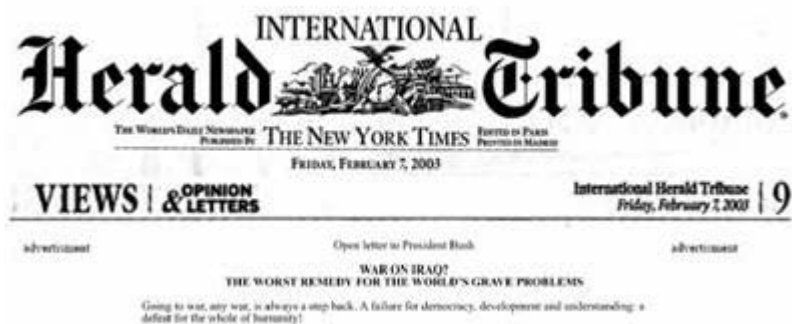 INTERNATIONAL
Herald Tribune
THE WORLD'S DAILY NEWSPAPER
PUBLISHED BY THE NEW YORK TIMES EDITED IN PARIS
PRINTED IN MADRID
FRIDAY, FEBRUARY 7, 2003
VIEWS & OPINION
LETTERS
International Herald Tribune 9
Friday, February 7, 2003
advertisment Open letter to President Bush advertisment
WAR ON IRAQ?
THE WORST REMEDY FOR THE WORLD'S GRAVE PROBLEMS
Going to war, any war, is always a step back. A failure for democracy, development and understanding: a
defeat for the whole of humanity!